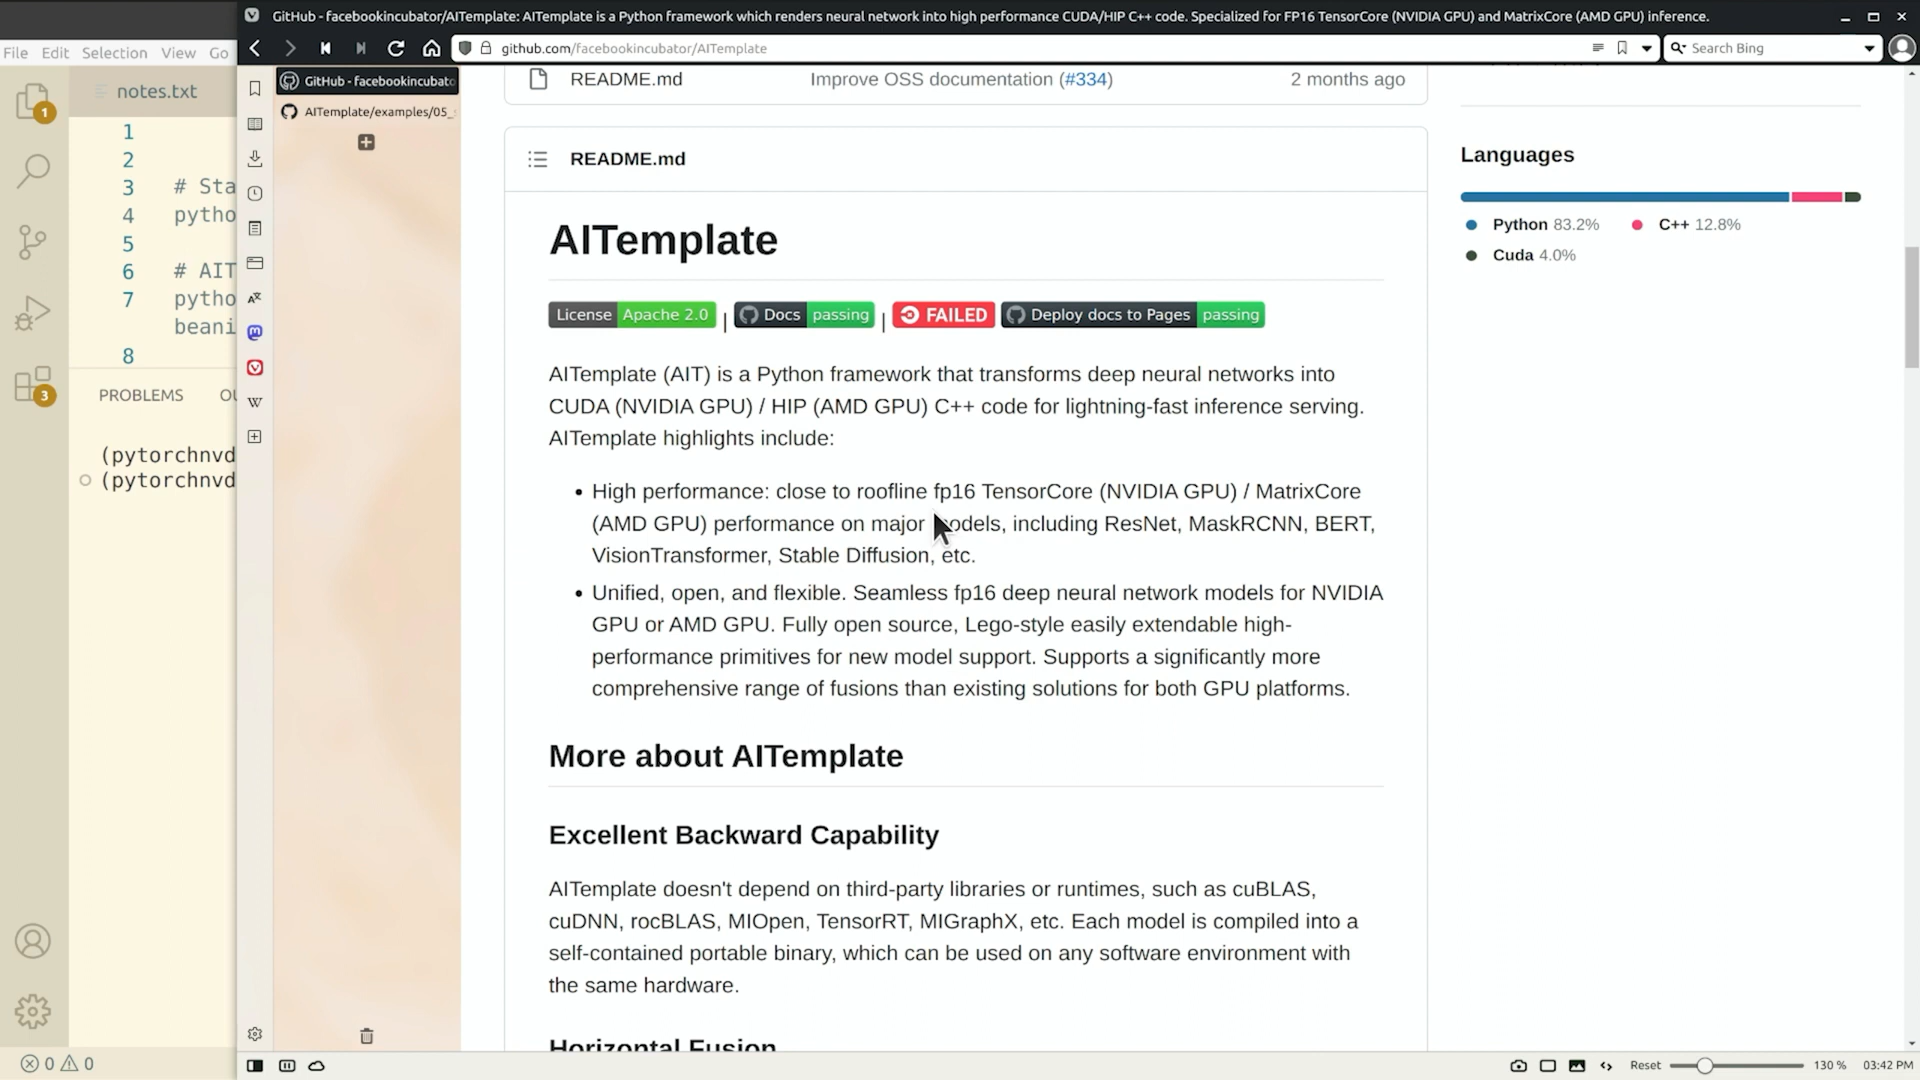 GitHub - facebookincubator/AITemplate: AITemplate is a Python framework which renders neural network into high performance CUDA/HIP C++ code. Specialized for FP16 TensorCore (NVIDIA GPU) and MatrixCore (AMD GPU) inference.
File Edit Selection View Go
github.com/facebookincubator/AITemplate
Search Bing
notes.txt
1
1
2
3 # Sta
4 pytho
5
6 # AIT
7 pytho
beani
8
3
PROBLEMS OU
(pytorchnvd
(pytorchnvd
0 0
GitHub - facebookincubato
AITemplate/examples/05_
README.md Improve OSS documentation (#334) 2 months ago
README.md
AITemplate
License Apache 2.0 | Docs passing | FAILED Deploy docs to Pages passing
AITemplate (AIT) is a Python framework that transforms deep neural networks into
CUDA (NVIDIA GPU) / HIP (AMD GPU) C++ code for lightning-fast inference serving.
AITemplate highlights include:
• High performance: close to roofline fp16 TensorCore (NVIDIA GPU) / MatrixCore
(AMD GPU) performance on major models, including ResNet, MaskRCNN, BERT,
VisionTransformer, Stable Diffusion, etc.
• Unified, open, and flexible. Seamless fp16 deep neural network models for NVIDIA
GPU or AMD GPU. Fully open source, Lego-style easily extendable high-
performance primitives for new model support. Supports a significantly more
comprehensive range of fusions than existing solutions for both GPU platforms.
More about AITemplate
Excellent Backward Capability
AITemplate doesn't depend on third-party libraries or runtimes, such as cuBLAS,
cuDNN, rocBLAS, MIOpen, TensorRT, MIGraphX, etc. Each model is compiled into a
self-contained portable binary, which can be used on any software environment with
the same hardware.
Horizontal Fusion
Languages
Python 83.2% C++ 12.8%
Cuda 4.0%
Reset 130 % 03:42 PM